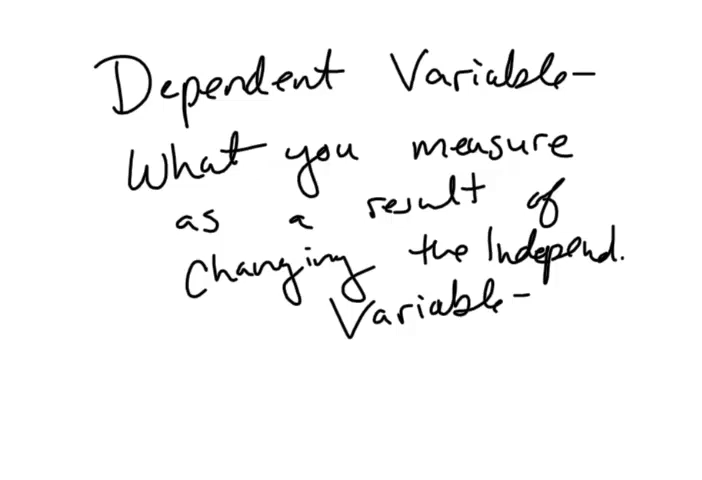 Dependent Variable-
What you measure
as a result of
Changing the Independ.
Variable-